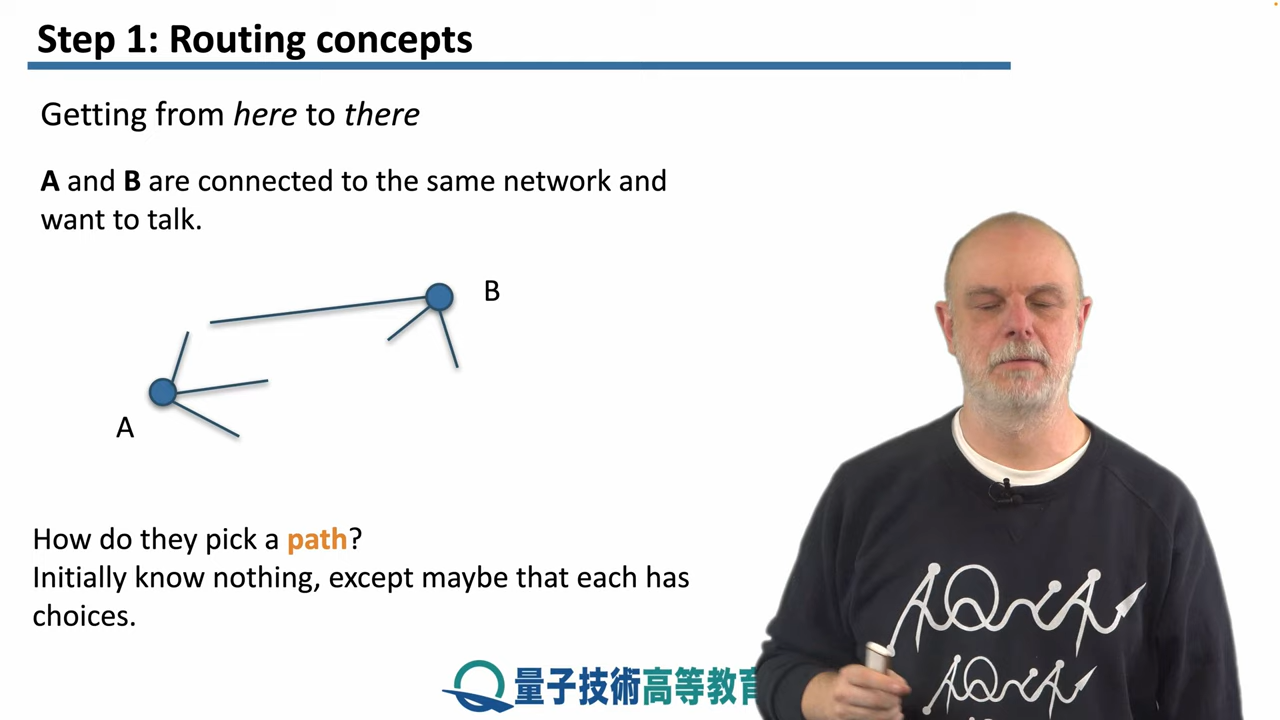 Step 1: Routing concepts
Getting from here to there
A and B are connected to the same network and
want to talk.
B
A
How do they pick a path?
Initially know nothing, except maybe that each has
choices.
量子技術高等教育
AQUA
AQUA